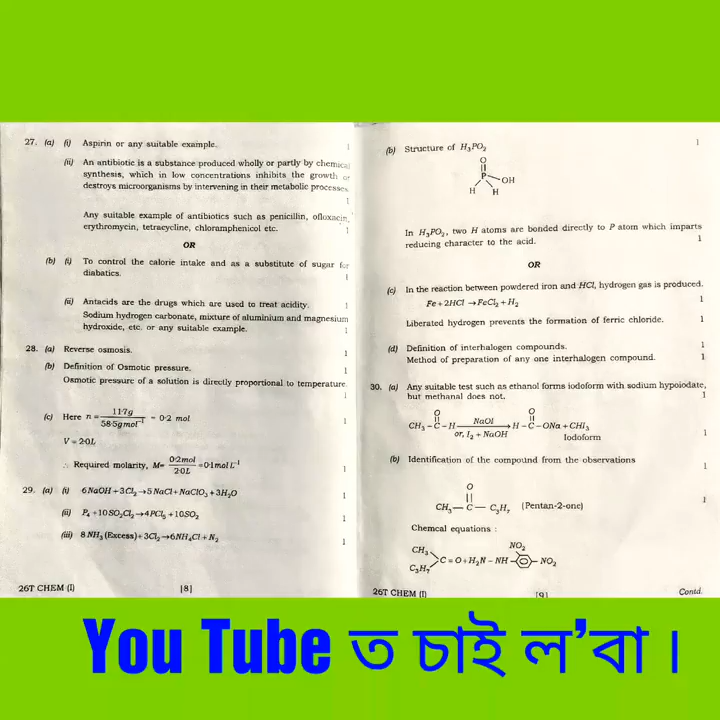 27. (a) (i) Aspirin or any suitable example. 1
(ii) An antibiotic is a substance produced wholly or partly by chemical
synthesis, which in low concentrations inhibits the growth or
destroys microorganisms by intervening in their metabolic processes.
1
Any suitable example of antibiotics such as penicillin, ofloxacin,
erythromycin, tetracycline, chloramphenicol etc. 1
OR
(b) (i) To control the calorie intake and as a substitute of sugar for
diabatics. 1
(ii) Antacids are the drugs which are used to treat acidity. 1
Sodium hydrogen carbonate, mixture of aluminium and magnesium
hydroxide, etc. or any suitable example. 1
28. (a) Reverse osmosis. 1
(b) Definition of Osmotic pressure. 1
Osmotic pressure of a solution is directly proportional to temperature.
1
(c) Here n = 11·7g / 58·5g mol⁻¹ = 0·2 mol 1
V = 2·0L
∴ Required molarity, M = 0·2mol / 2·0L = 0·1mol L⁻¹ 1
29. (a) (i) 6NaOH + 3Cl₂ → 5NaCl + NaClO₃ + 3H₂O 1
(ii) P₄ + 10SO₂Cl₂ → 4PCl₅ + 10SO₂ 1
(iii) 8NH₃ (Excess) + 3Cl₂ → 6NH₄Cl + N₂ 1
26T CHEM (I) [8]
(b) Structure of H₃PO₂ 1
O
P OH
H H
In H₃PO₂, two H atoms are bonded directly to P atom which imparts
reducing character to the acid. 1
OR
(c) In the reaction between powdered iron and HCl, hydrogen gas is produced.
Fe + 2HCl → FeCl₂ + H₂ 1
Liberated hydrogen prevents the formation of ferric chloride. 1
(d) Definition of interhalogen compounds. 1
Method of preparation of any one interhalogen compound. 1
30. (a) Any suitable test such as ethanol forms iodoform with sodium hypoiodate,
but methanal does not. 1
O O
CH₃ – C – H NaOI → H – C – ONa + CHI₃
or, I₂ + NaOH Iodoform
(b) Identification of the compound from the observations
O
CH₃ – C – C₃H₇ (Pentan-2-one) 1
Chemcal equations :
CH₃ NO₂
C = O + H₂N – NH – NO₂
C₃H₇
26T CHEM (I) [9] Contd.
You Tube ত চাই ল’বা ।